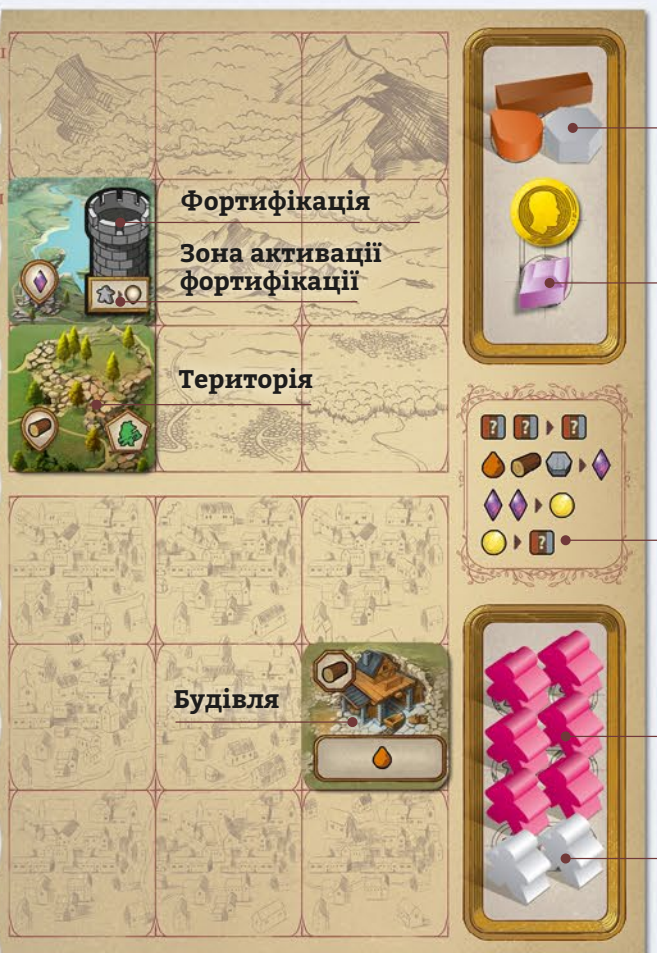 Фортифікація
Зона активації
фортифікації
Територія
Будівля
? ? ?
?